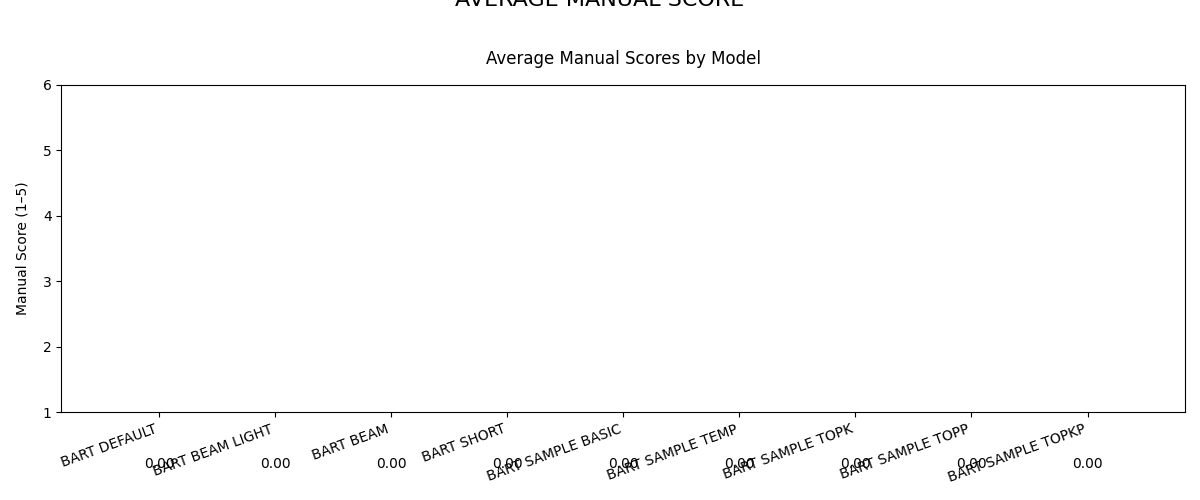 AVERAGE MANUAL SCORE
Average Manual Scores by Model
6
5
4
3
2
1
Manual Score (1–5)
BART DEFAULT
BART BEAM LIGHT
BART BEAM
BART SHORT
BART SAMPLE BASIC
BART SAMPLE TEMP
BART SAMPLE TOPK
BART SAMPLE TOPP
BART SAMPLE TOPKP
0.00
0.00
0.00
0.00
0.00
0.00
0.00
0.00
0.00